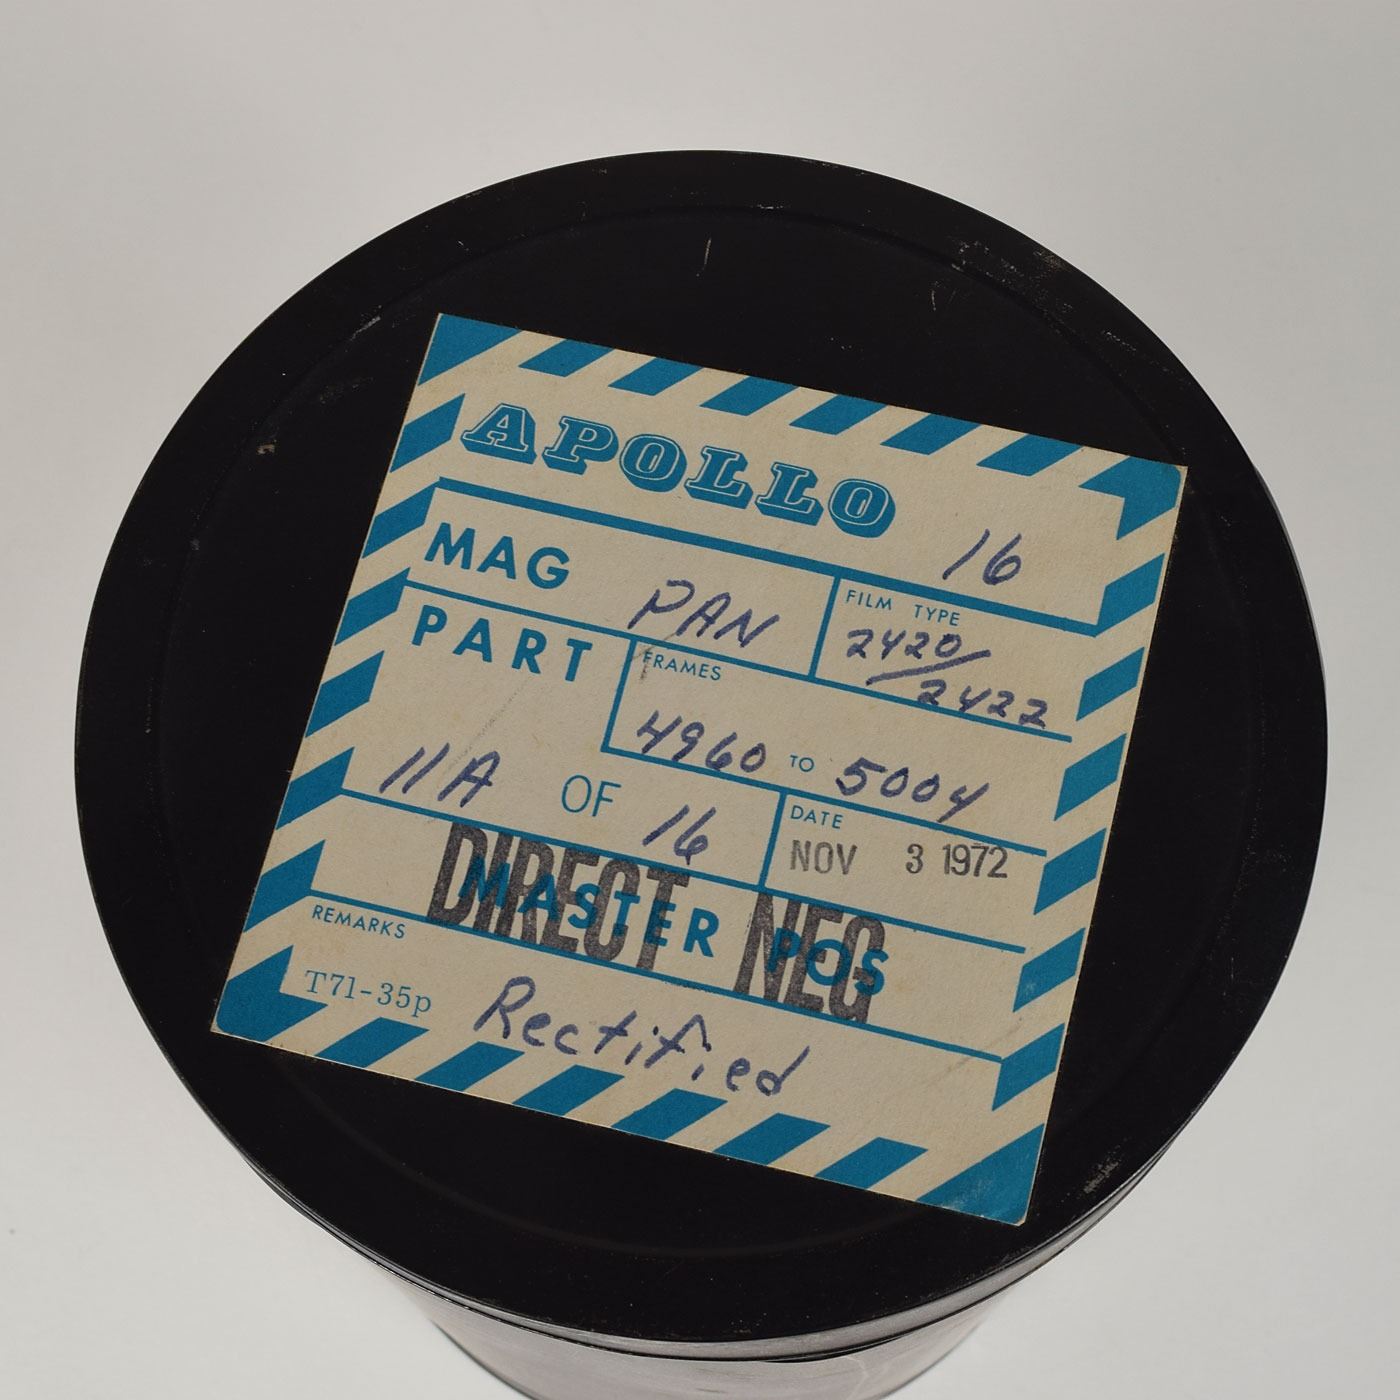 APOLLO 16
MAG PAN
FILM TYPE
2420/2422
PART 11A OF 16
FRAMES
4960 TO 5004
DATE
NOV 3 1972
MASTER POS
DIRECT NEG
REMARKS
T71-35p Rectified